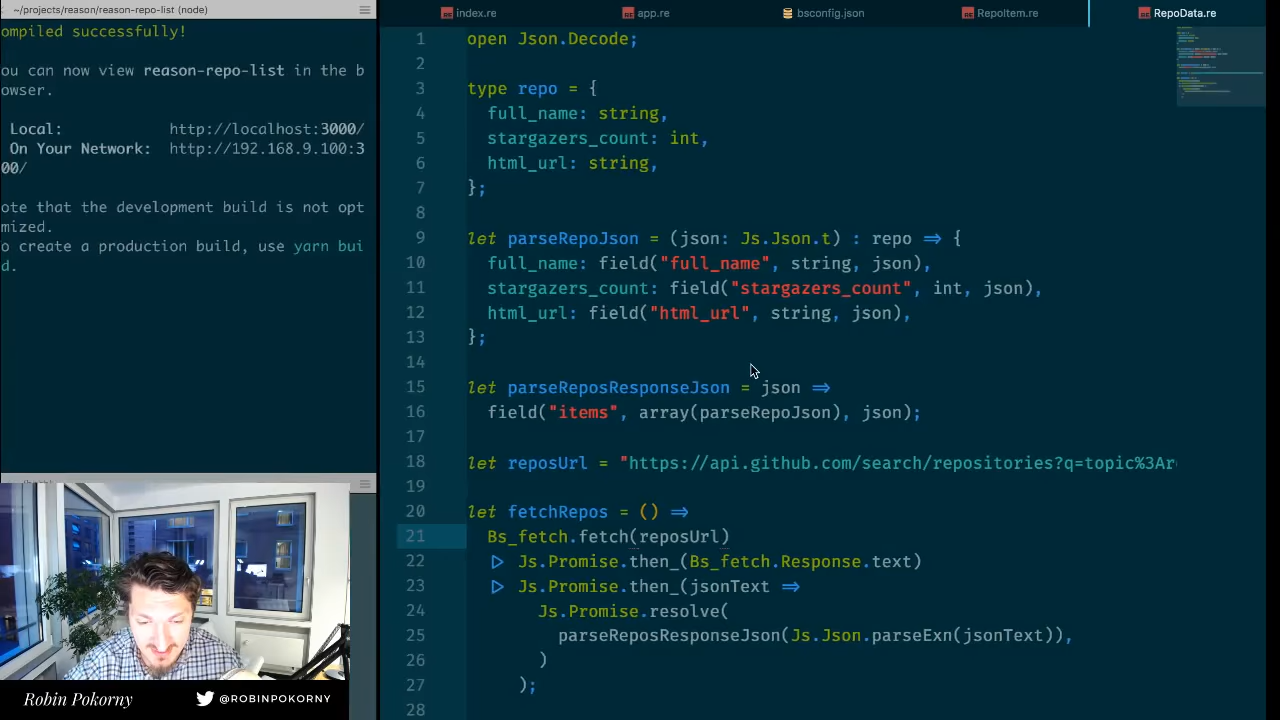 ~/projects/reason/reason-repo-list (node)
ompiled successfully!
ou can now view reason-repo-list in the b
owser.
Local: http://localhost:3000/
On Your Network: http://192.168.9.100:3
00/
ote that the development build is not opt
mized.
o create a production build, use yarn bui
d.
index.re app.re bsconfig.json RepoItem.re RepoData.re
1 open Json.Decode;
2
3 type repo = {
4 full_name: string,
5 stargazers_count: int,
6 html_url: string,
7 };
8
9 let parseRepoJson = (json: Js.Json.t) : repo => {
10 full_name: field("full_name", string, json),
11 stargazers_count: field("stargazers_count", int, json),
12 html_url: field("html_url", string, json),
13 };
14
15 let parseReposResponseJson = json =>
16 field("items", array(parseRepoJson), json);
17
18 let reposUrl = "https://api.github.com/search/repositories?q=topic%3Ar
19
20 let fetchRepos = () =>
21 Bs_fetch.fetch(reposUrl)
22 |> Js.Promise.then_(Bs_fetch.Response.text)
23 |> Js.Promise.then_(jsonText =>
24 Js.Promise.resolve(
25 parseReposResponseJson(Js.Json.parseExn(jsonText)),
26 )
27 );
28
Robin Pokorny @ROBINPOKORNY